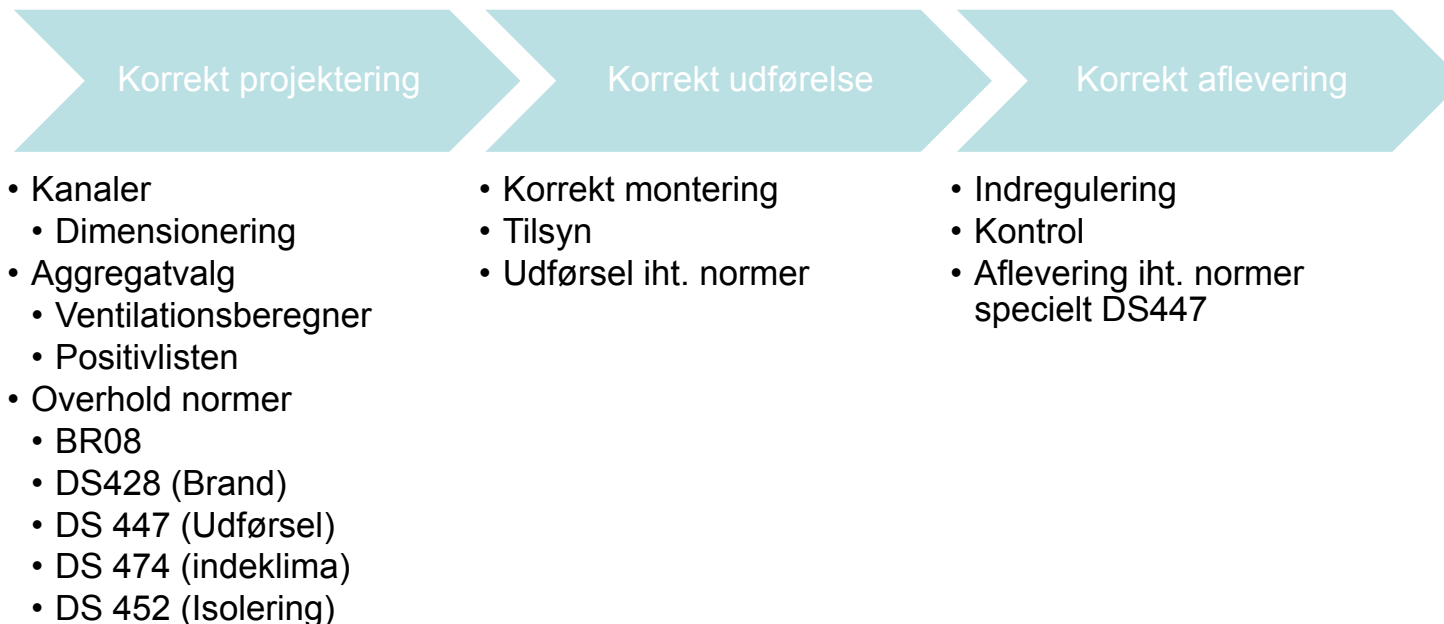 Korrekt projektering
• Kanaler
• Dimensionering
• Aggregatvalg
• Ventilationsberegner
• Positivlisten
• Overhold normer
• BR08
• DS428 (Brand)
• DS 447 (Udførsel)
• DS 474 (indeklima)
• DS 452 (Isolering)
Korrekt udførelse
• Korrekt montering
• Tilsyn
• Udførsel iht. normer
Korrekt aflevering
• Indregulering
• Kontrol
• Aflevering iht. normer
specielt DS447